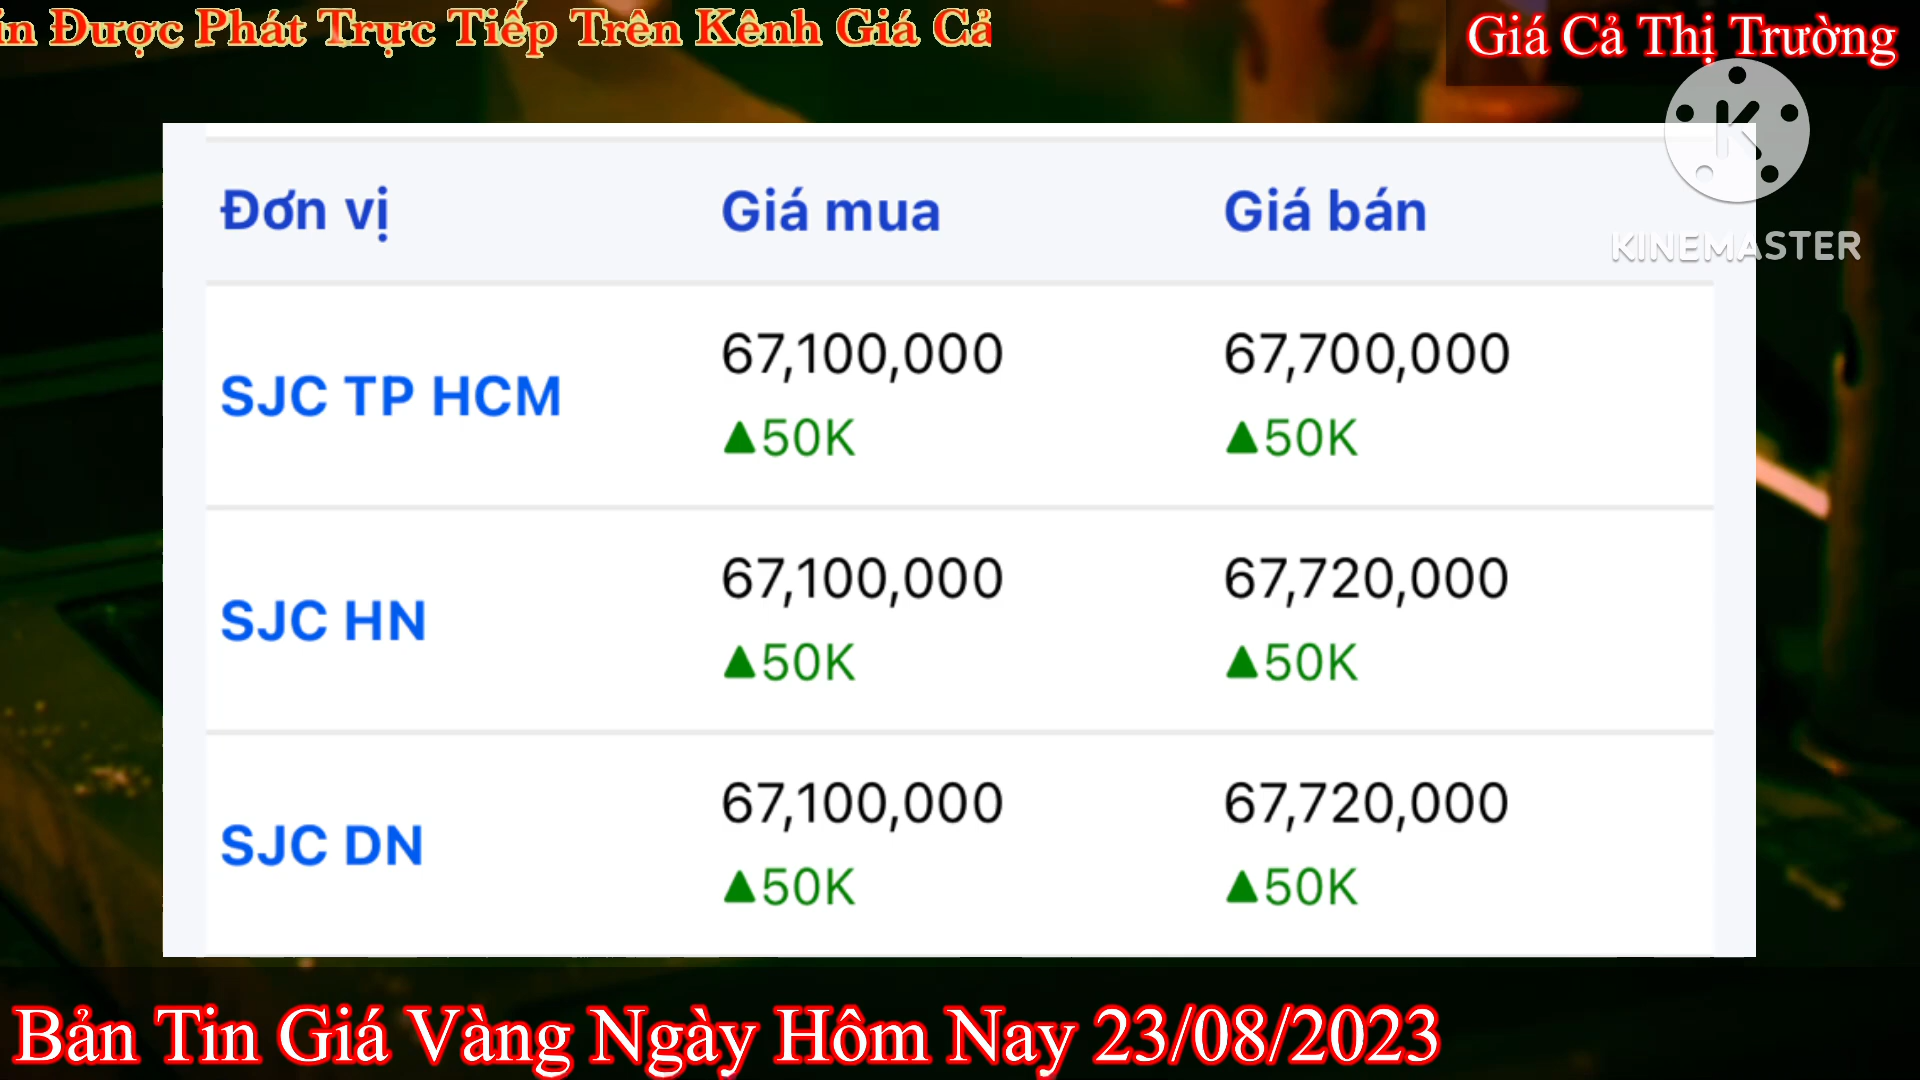 Được Phát Trực Tiếp Trên Kênh Giá Cả
Giá Cả Thị Trường
KINEMASTER
Đơn vị Giá mua Giá bán
SJC TP HCM 67,100,000 67,700,000
▲50K ▲50K
SJC HN 67,100,000 67,720,000
▲50K ▲50K
SJC DN 67,100,000 67,720,000
▲50K ▲50K
Bản Tin Giá Vàng Ngày Hôm Nay 23/08/2023